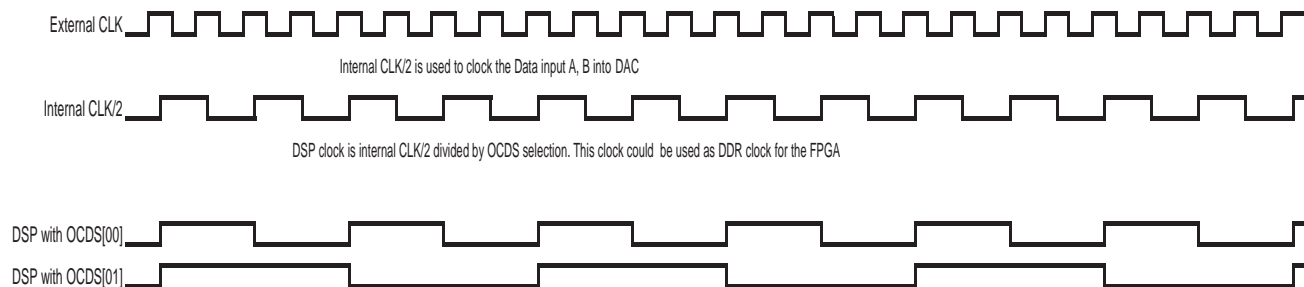 External CLK
Internal CLK/2 is used to clock the Data input A, B into DAC
Internal CLK/2
DSP clock is internal CLK/2 divided by OCDS selection. This clock could be used as DDR clock for the FPGA
DSP with OCDS[00]
DSP with OCDS[01]